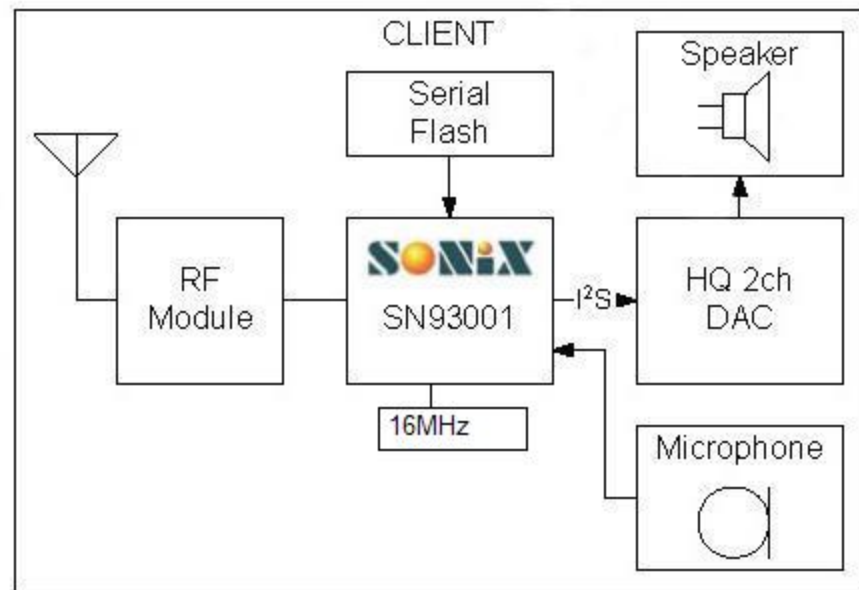 CLIENT
Serial
Flash
Speaker
RF
Module
SONiX
SN93001
I²S
HQ 2ch
DAC
16MHz
Microphone